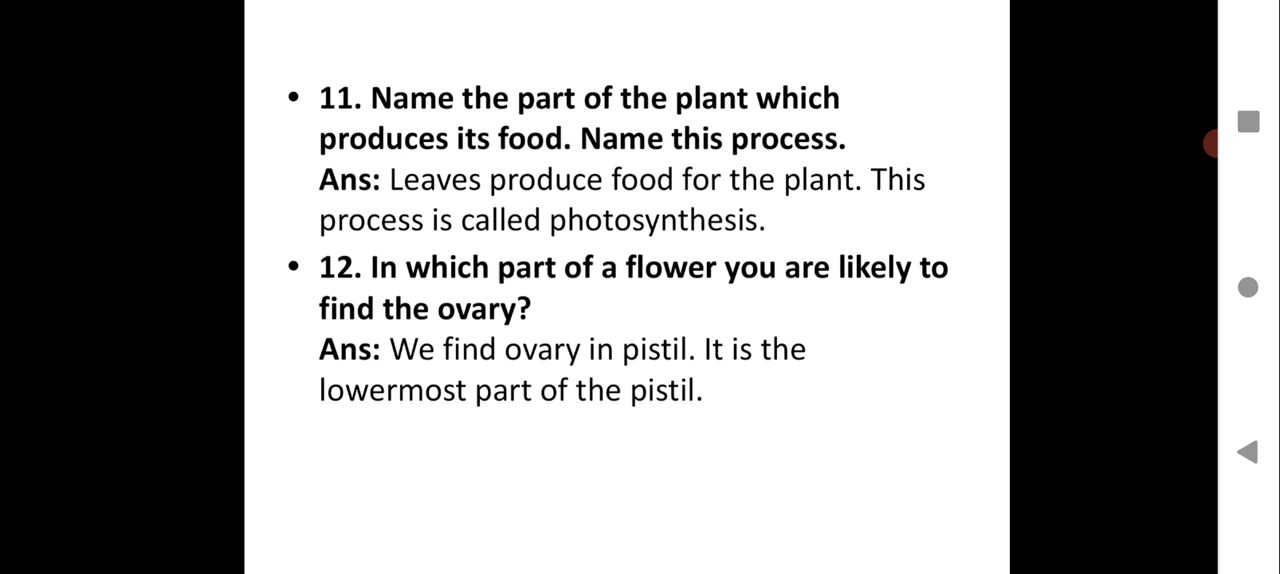 • 11. Name the part of the plant which
produces its food. Name this process.
Ans: Leaves produce food for the plant. This
process is called photosynthesis.
• 12. In which part of a flower you are likely to
find the ovary?
Ans: We find ovary in pistil. It is the
lowermost part of the pistil.